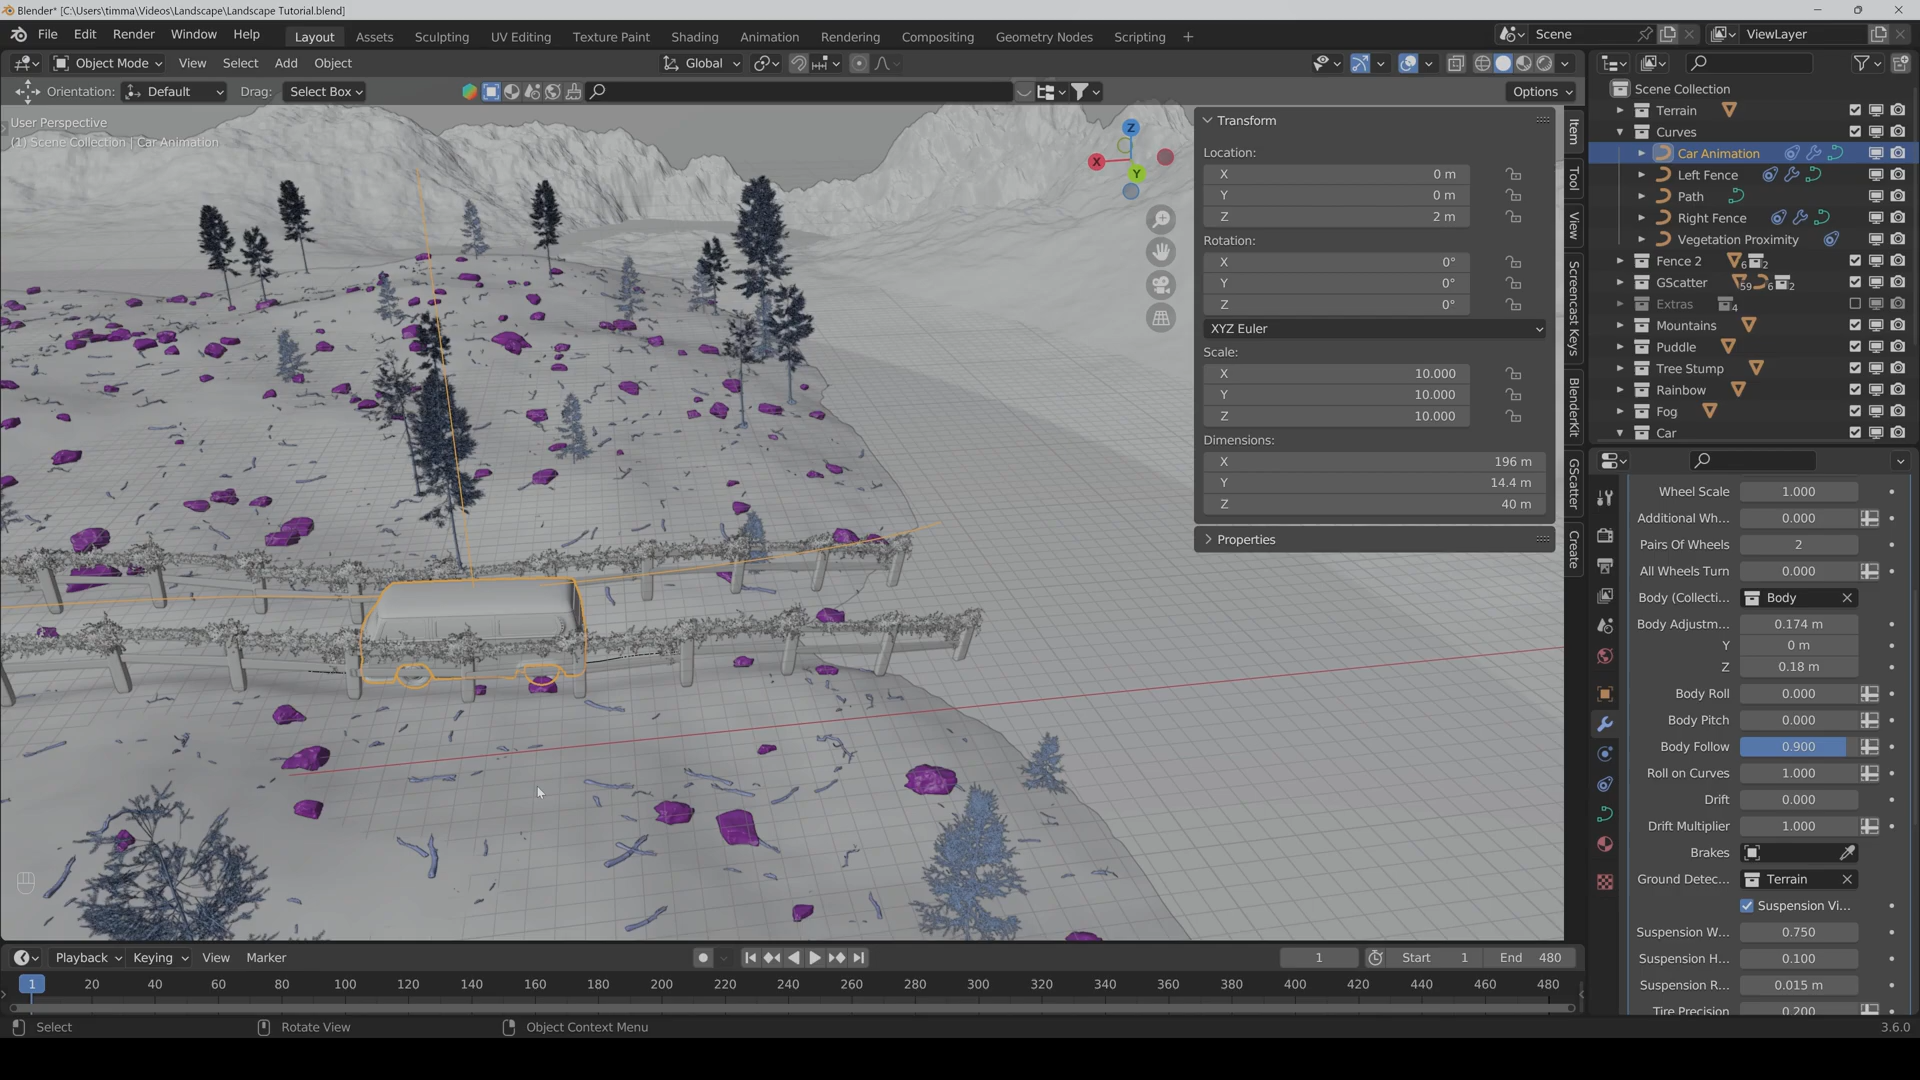 Blender* [C:\Users\timma\Videos\Landscape\Landscape Tutorial.blend]
File Edit Render Window Help Layout Assets Sculpting UV Editing Texture Paint Shading Animation Rendering Compositing Geometry Nodes Scripting + Scene ViewLayer
Object Mode View Select Add Object Global
Orientation: Default Drag: Select Box Options
User Perspective
(1) Scene Collection | Car Animation
Z
X
Y
Transform
Location:
X 0 m
Y 0 m
Z 2 m
Rotation:
X 0°
Y 0°
Z 0°
XYZ Euler
Scale:
X 10.000
Y 10.000
Z 10.000
Dimensions:
X 196 m
Y 14.4 m
Z 40 m
Properties
Item
Tool
View
Screencast Keys
BlenderKit
GScatter
Create
Scene Collection
Terrain
Curves
Car Animation
Left Fence
Path
Right Fence
Vegetation Proximity
Fence 2 6 2
GScatter 59 6 2
Extras 4
Mountains
Puddle
Tree Stump
Rainbow
Fog
Car
Wheel Scale 1.000
Additional Wh... 0.000
Pairs Of Wheels 2
All Wheels Turn 0.000
Body (Collecti... Body
Body Adjustm... 0.174 m
Y 0 m
Z 0.18 m
Body Roll 0.000
Body Pitch 0.000
Body Follow 0.900
Roll on Curves 1.000
Drift 0.000
Drift Multiplier 1.000
Brakes
Ground Detec... Terrain
Suspension Vi...
Suspension W... 0.750
Suspension H... 0.100
Suspension R... 0.015 m
Tire Precision 0.200
Playback Keying View Marker 1 Start 1 End 480
1 20 40 60 80 100 120 140 160 180 200 220 240 260 280 300 320 340 360 380 400 420 440 460 480
Select Rotate View Object Context Menu 3.6.0